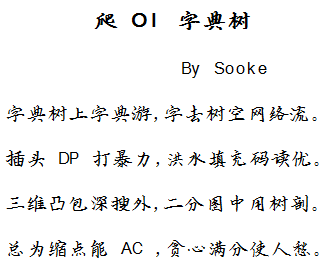 爬 OI 字典树
By Sooke
字典树上字典游,字去树空网络流。
插头 DP 打暴力,洪水填充码读优。
三维凸包深搜外,二分图中用树剖。
总为缩点能 AC ,贪心满分使人愁。